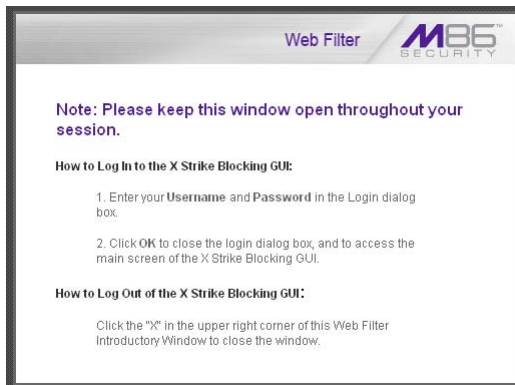 Web Filter
M86™
SECURITY
Note: Please keep this window open throughout your
session.
How to Log In to the X Strike Blocking GUI:
1. Enter your Username and Password in the Login dialog
box.
2. Click OK to close the login dialog box, and to access the
main screen of the X Strike Blocking GUI.
How to Log Out of the X Strike Blocking GUI:
Click the "X" in the upper right corner of this Web Filter
Introductory Window to close the window.